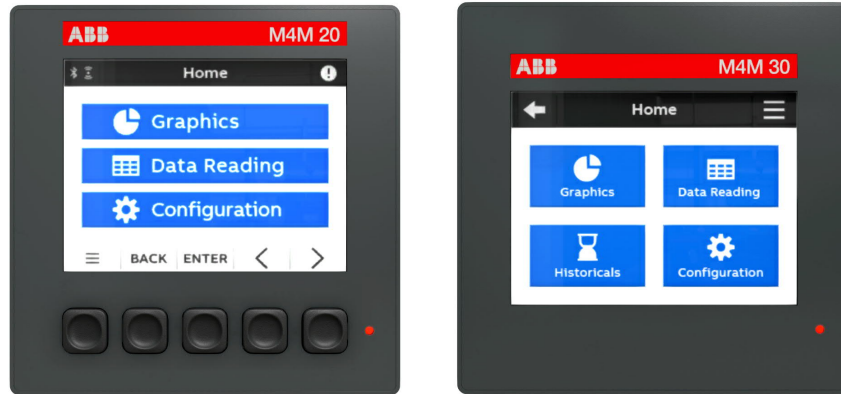 ABB M4M 20
Home
Graphics
Data Reading
Configuration
BACK ENTER
ABB M4M 30
Home
Graphics Data Reading
Historicals Configuration